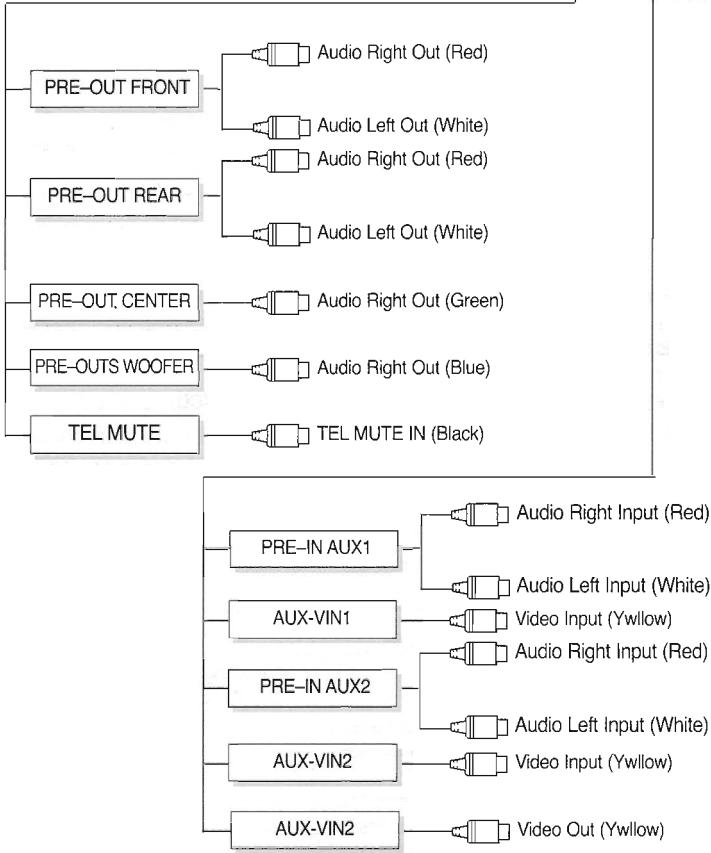 Audio Right Out (Red)
PRE–OUT FRONT
Audio Left Out (White)
Audio Right Out (Red)
PRE–OUT REAR
Audio Left Out (White)
PRE–OUT. CENTER
Audio Right Out (Green)
PRE–OUTS WOOFER
Audio Right Out (Blue)
TEL MUTE
TEL MUTE IN (Black)
Audio Right Input (Red)
PRE–IN AUX1
Audio Left Input (White)
AUX-VIN1
Video Input (Ywllow)
Audio Right Input (Red)
PRE–IN AUX2
Audio Left Input (White)
AUX-VIN2
Video Input (Ywllow)
AUX-VIN2
Video Out (Ywllow)